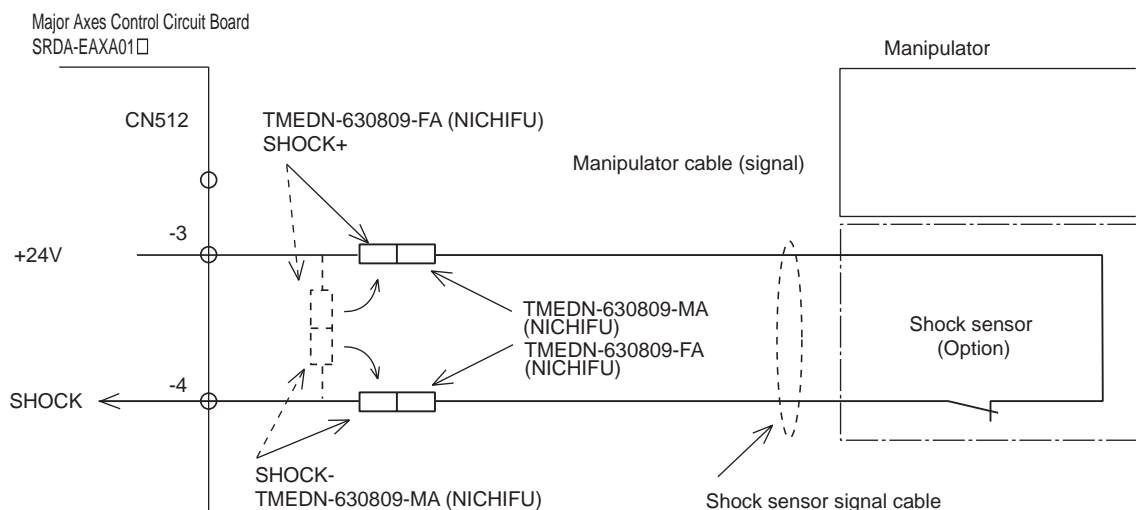 Major Axes Control Circuit Board
SRDA-EAXA01□
Manipulator
CN512
TMEDN-630809-FA (NICHIFU)
SHOCK+
Manipulator cable (signal)
-3
+24V
TMEDN-630809-MA
(NICHIFU)
TMEDN-630809-FA
(NICHIFU)
Shock sensor
(Option)
-4
SHOCK
SHOCK-
TMEDN-630809-MA (NICHIFU)
Shock sensor signal cable